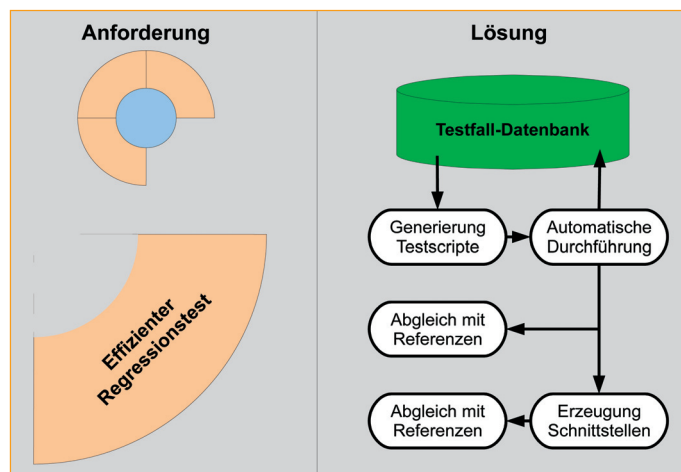 Anforderung
Effizienter
Regressionstest
Lösung
Testfall-Datenbank
Generierung
Testscripte
Automatische
Durchführung
Abgleich mit
Referenzen
Abgleich mit
Referenzen
Erzeugung
Schnittstellen